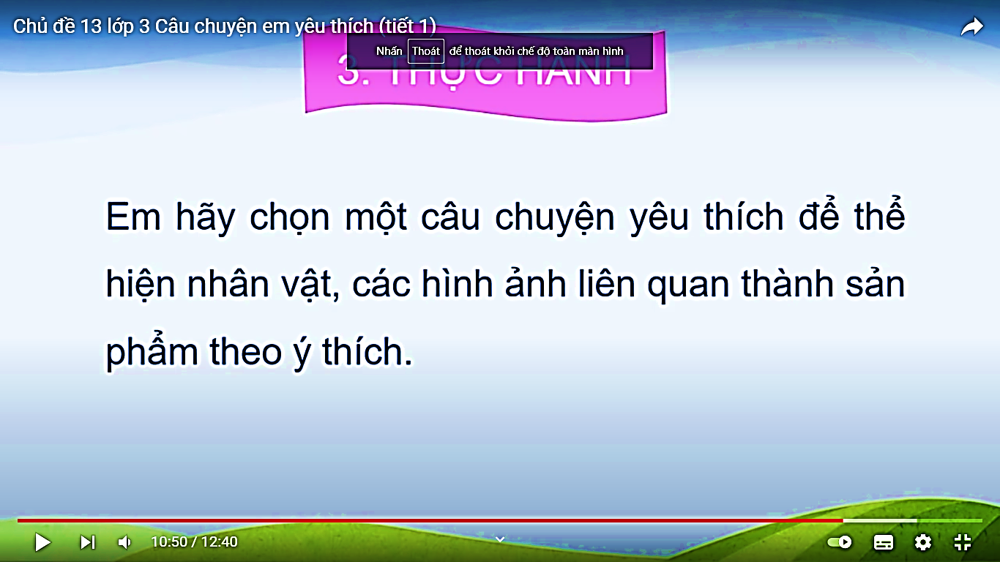 Chủ đề 13 lớp 3 Câu chuyện em yêu thích (tiết 1)
Nhấn Thoát để thoát khỏi chế độ toàn màn hình
3. THỰC HÀNH
Em hãy chọn một câu chuyện yêu thích để thể
hiện nhân vật, các hình ảnh liên quan thành sản
phẩm theo ý thích.
10:50 / 12:40